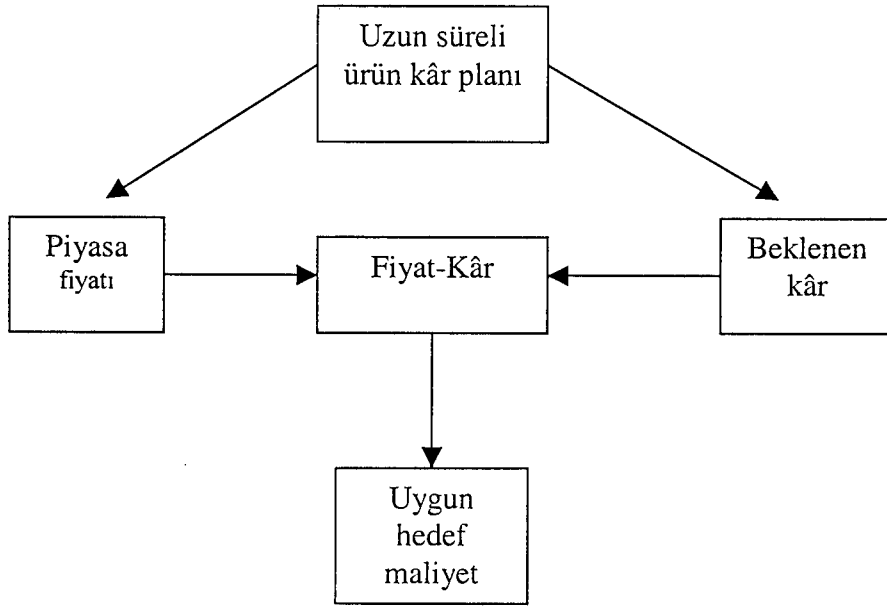 Uzun süreli
ürün kâr planı
Piyasa
fiyatı
Fiyat-Kâr
Beklenen
kâr
Uygun
hedef
maliyet